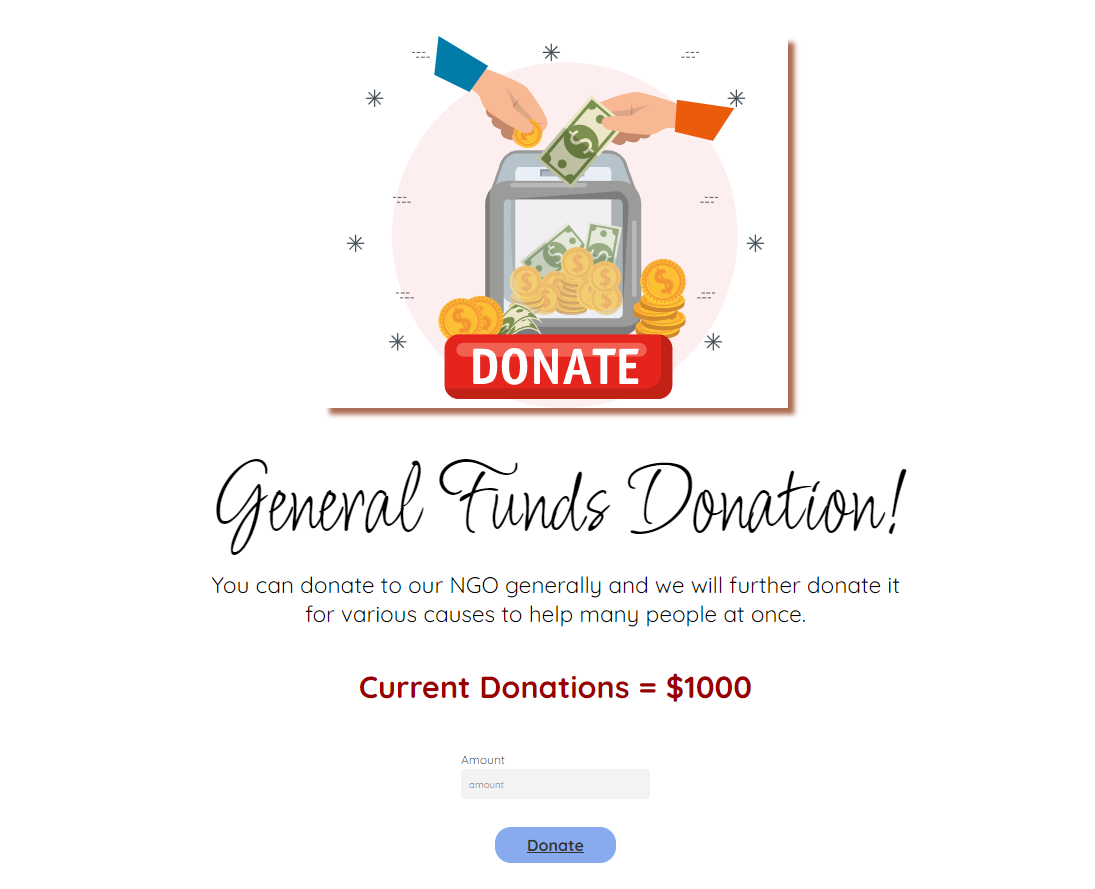 DONATE
General Funds Donation!
You can donate to our NGO generally and we will further donate it
for various causes to help many people at once.
Current Donations = $1000
Amount
amount
Donate